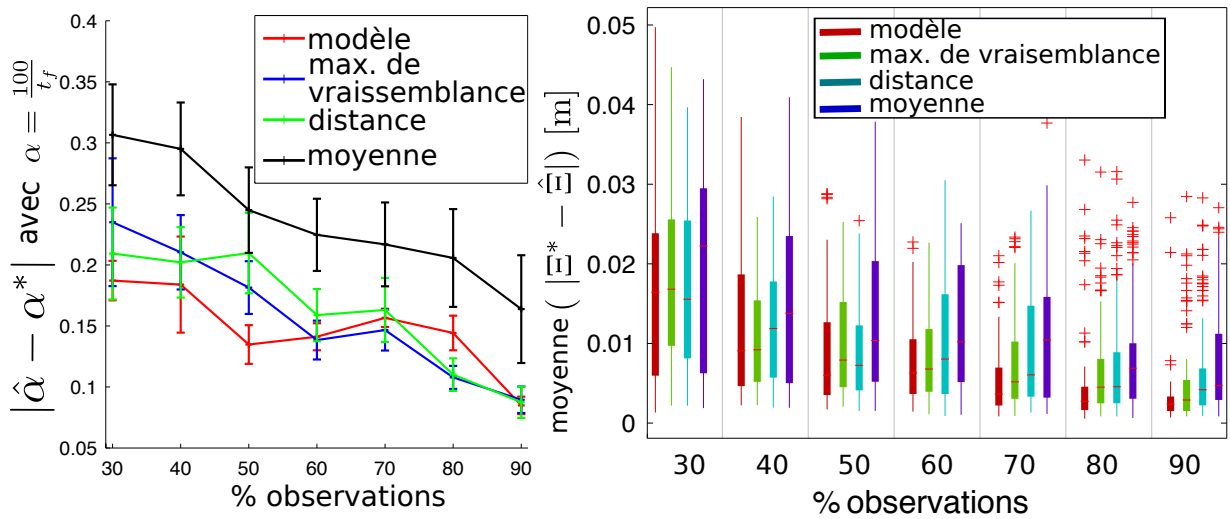 |α̂ − α*| avec α = 100/t_f
0.4
0.35
0.3
0.25
0.2
0.15
0.1
0.05
30 40 50 60 70 80 90
% observations
modèle
max. de
vraissemblance
distance
moyenne
moyenne ( |Ξ* − Ξ̂|) [m]
0.05
0.04
0.03
0.02
0.01
0
30 40 50 60 70 80 90
% observations
modèle
max. de vraisemblance
distance
moyenne